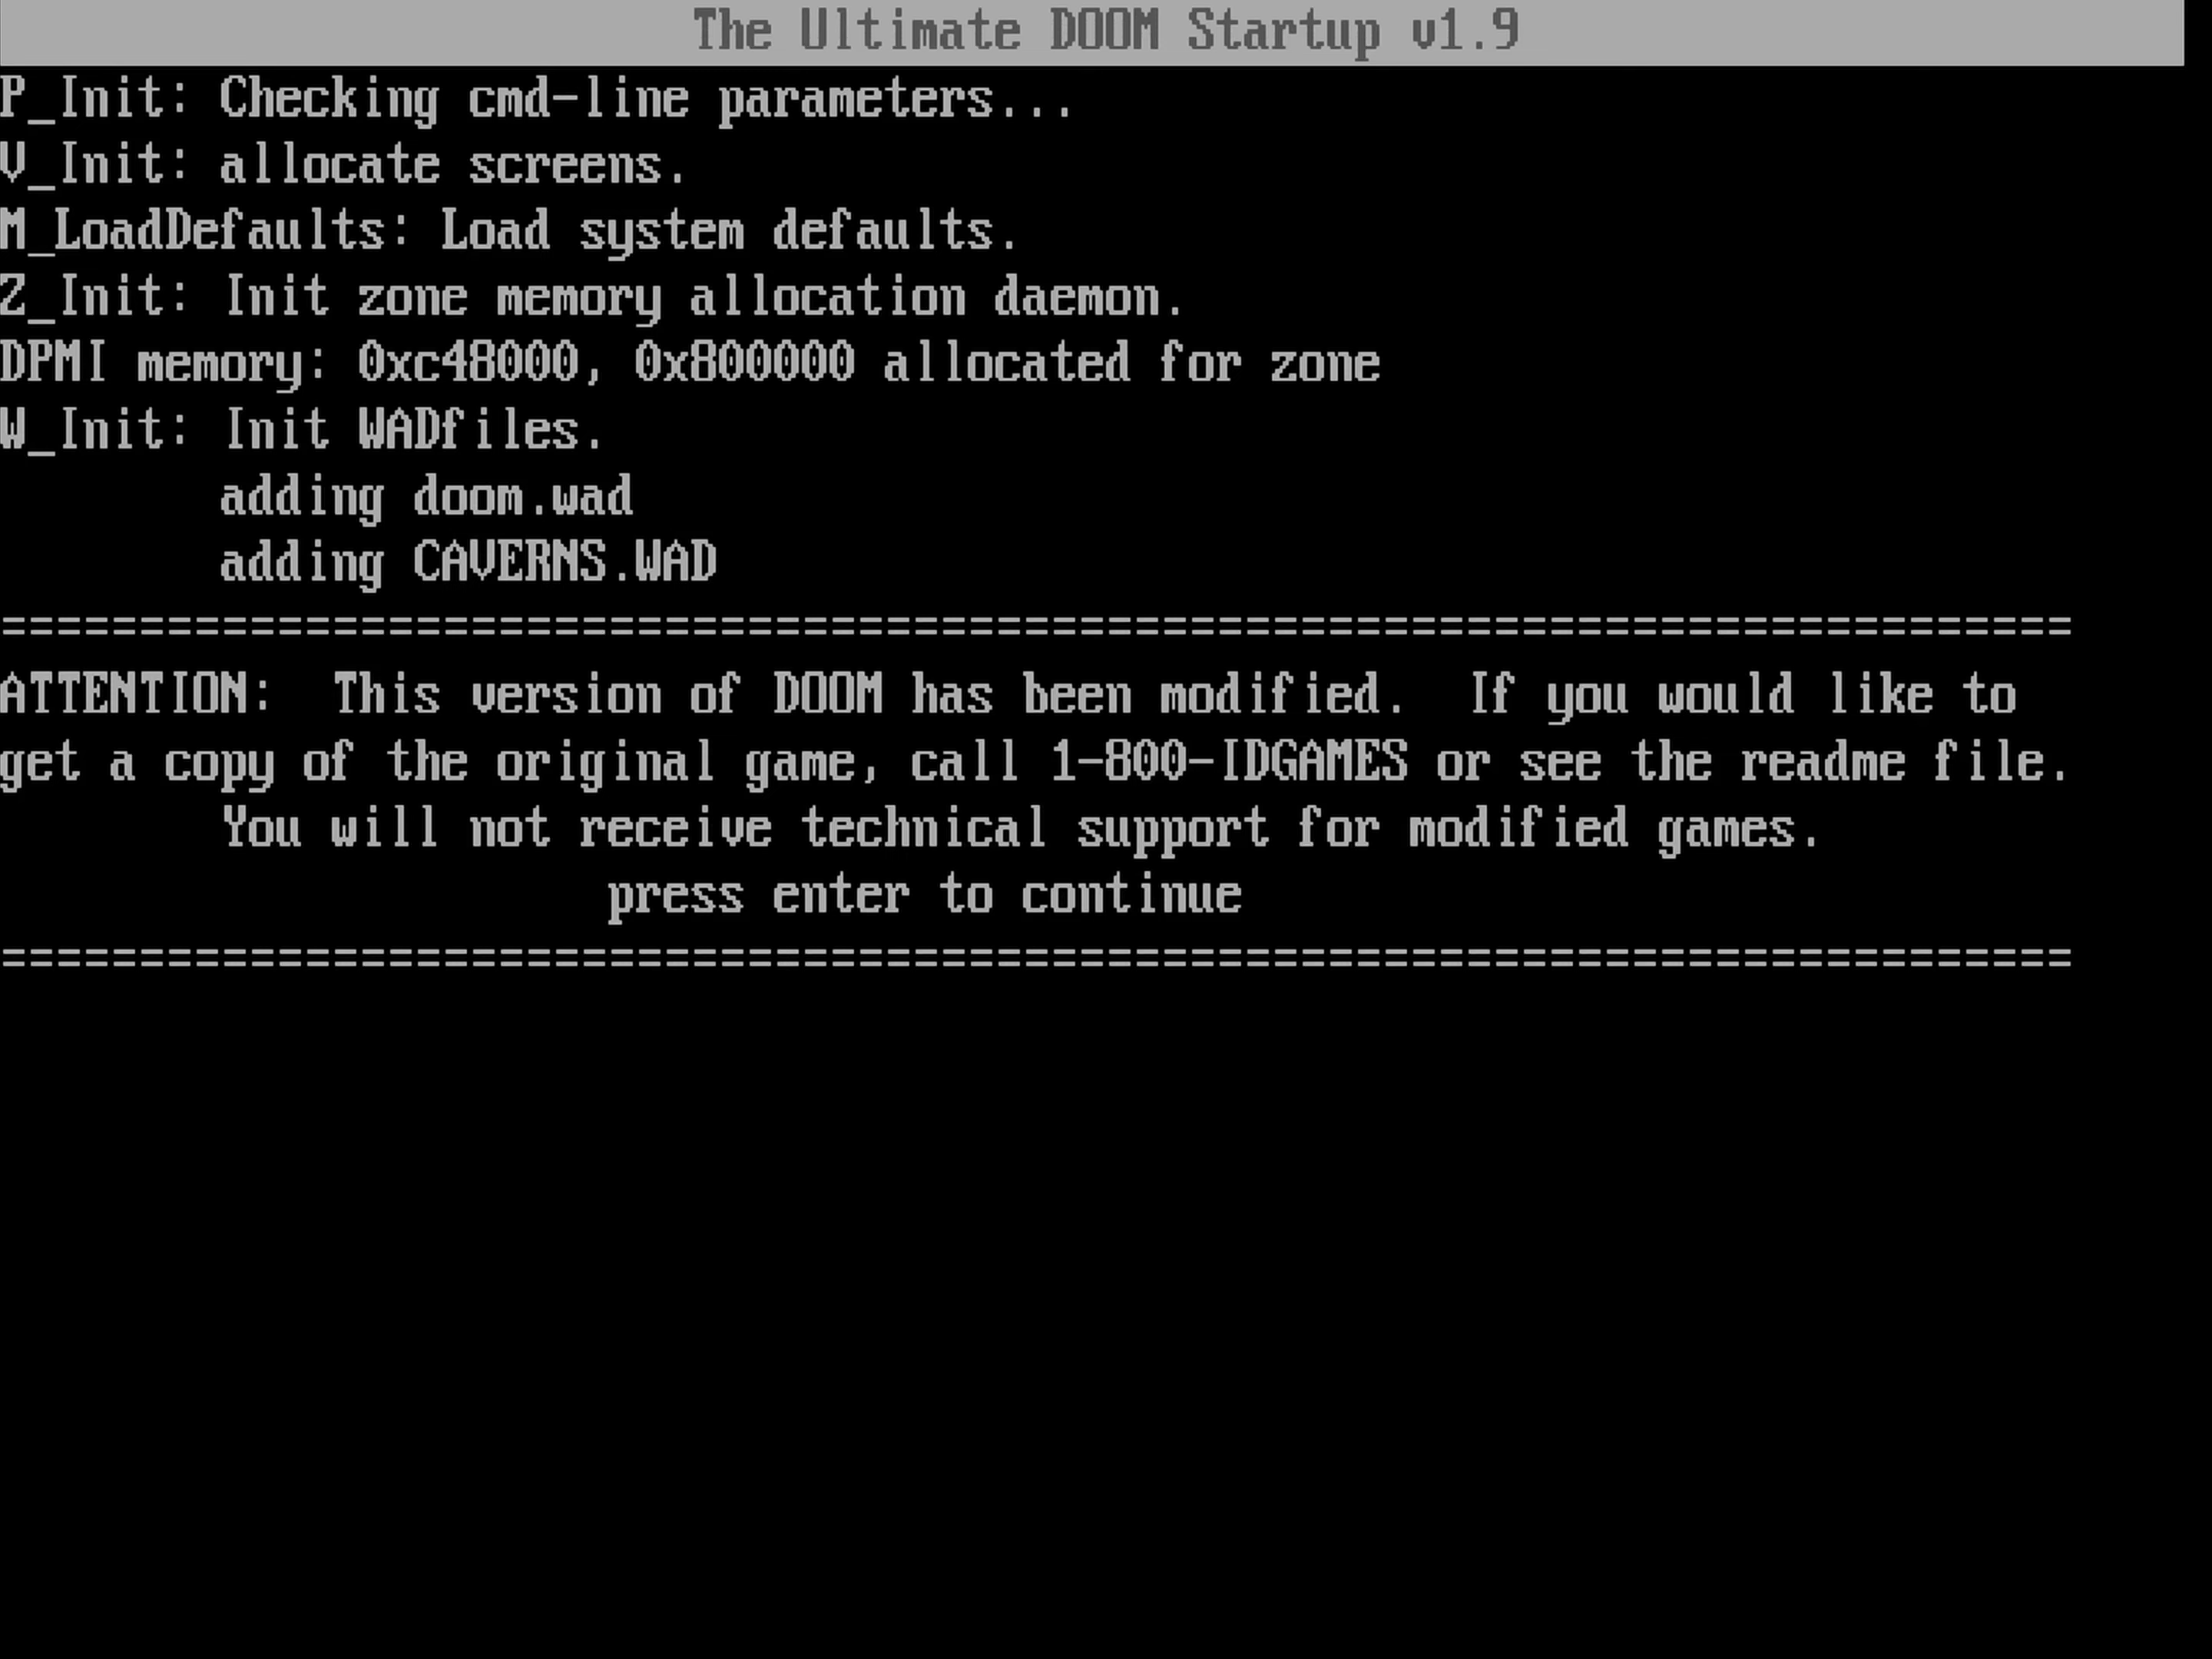 The Ultimate DOOM Startup v1.9
P_Init: Checking cmd-line parameters...
V_Init: allocate screens.
M_LoadDefaults: Load system defaults.
Z_Init: Init zone memory allocation daemon.
DPMI memory: 0xc48000, 0x800000 allocated for zone
W_Init: Init WADfiles.
        adding doom.wad
        adding CAVERNS.WAD
===========================================================================
ATTENTION:  This version of DOOM has been modified.  If you would like to
get a copy of the original game, call 1-800-IDGAMES or see the readme file.
        You will not receive technical support for modified games.
                      press enter to continue
===========================================================================